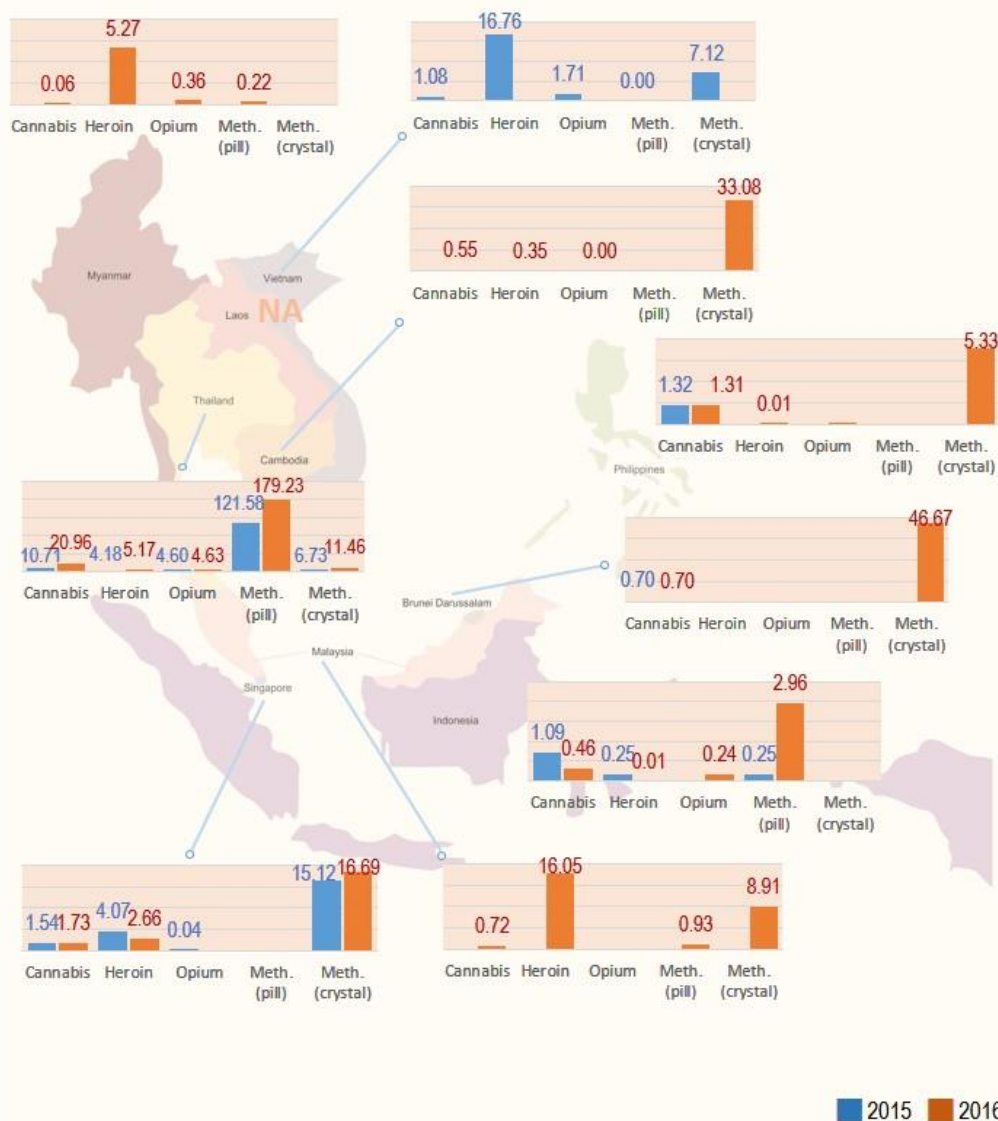 5.27
0.06 0.36 0.22
Cannabis Heroin Opium Meth. (pill) Meth. (crystal)
16.76
1.08 1.71 0.00 7.12
Cannabis Heroin Opium Meth. (pill) Meth. (crystal)
33.08
0.55 0.35 0.00
Cannabis Heroin Opium Meth. (pill) Meth. (crystal)
Myanmar
Vietnam
Laos NA
Thailand
Cambodia
Philippines
5.33
1.32 1.31 0.01
Cannabis Heroin Opium Meth. (pill) Meth. (crystal)
121.58 179.23
10.71 20.96 4.18 5.17 4.60 4.63 6.73 11.46
Cannabis Heroin Opium Meth. (pill) Meth. (crystal)
46.67
0.70 0.70
Cannabis Heroin Opium Meth. (pill) Meth. (crystal)
Brunei Darussalam
Malaysia
Singapore
Indonesia
2.96
1.09 0.46 0.25 0.01 0.24 0.25
Cannabis Heroin Opium Meth. (pill) Meth. (crystal)
15.12 16.69
1.54 1.73 4.07 2.66 0.04
Cannabis Heroin Opium Meth. (pill) Meth. (crystal)
16.05
0.72 0.93 8.91
Cannabis Heroin Opium Meth. (pill) Meth. (crystal)
2015 2016